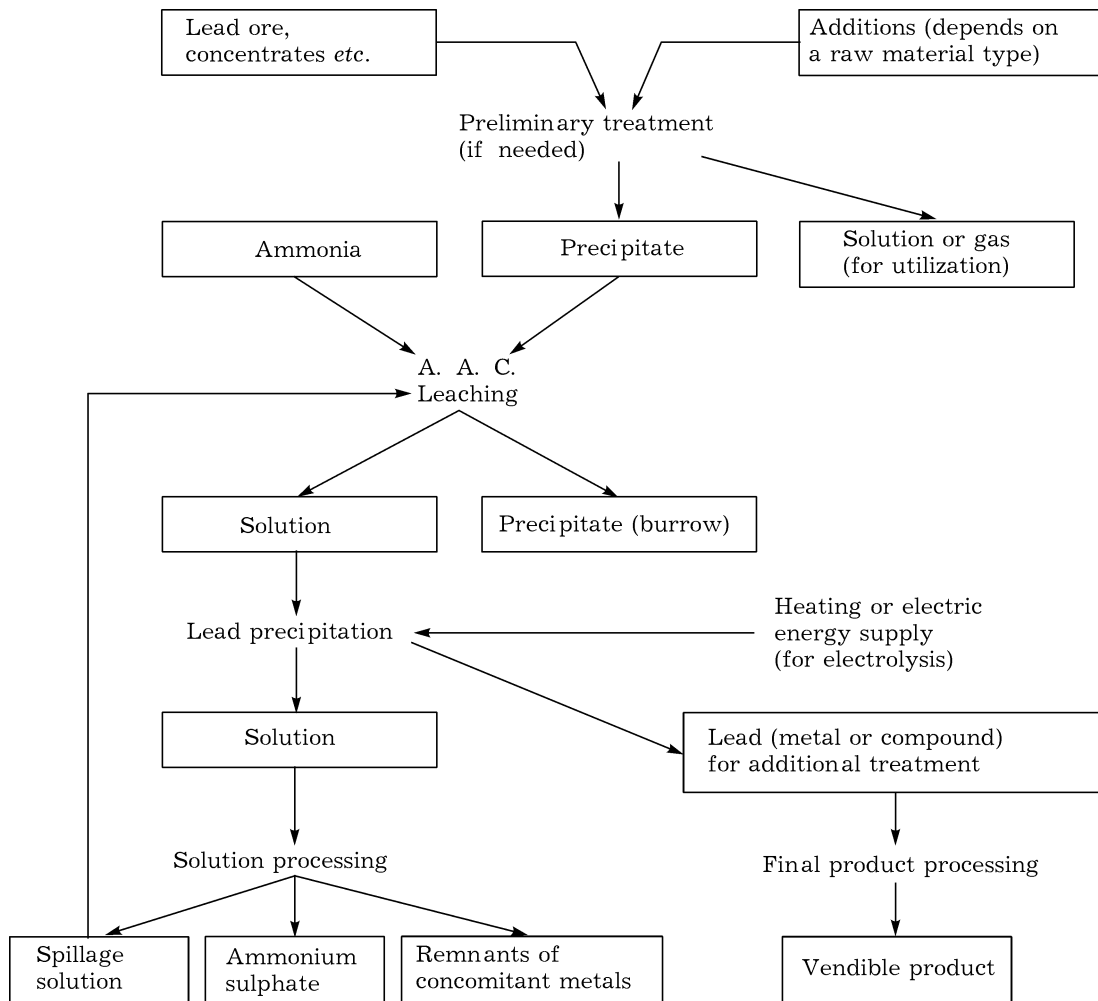 Lead ore,
concentrates etc.
Additions (depends on
a raw material type)
Preliminary treatment
(if needed)
Ammonia
Precipitate
Solution or gas
(for utilization)
A. A. C.
Leaching
Solution
Precipitate (burrow)
Lead precipitation
Heating or electric
energy supply
(for electrolysis)
Solution
Lead (metal or compound)
for additional treatment
Solution processing
Final product processing
Spillage
solution
Ammonium
sulphate
Remnants of
concomitant metals
Vendible product